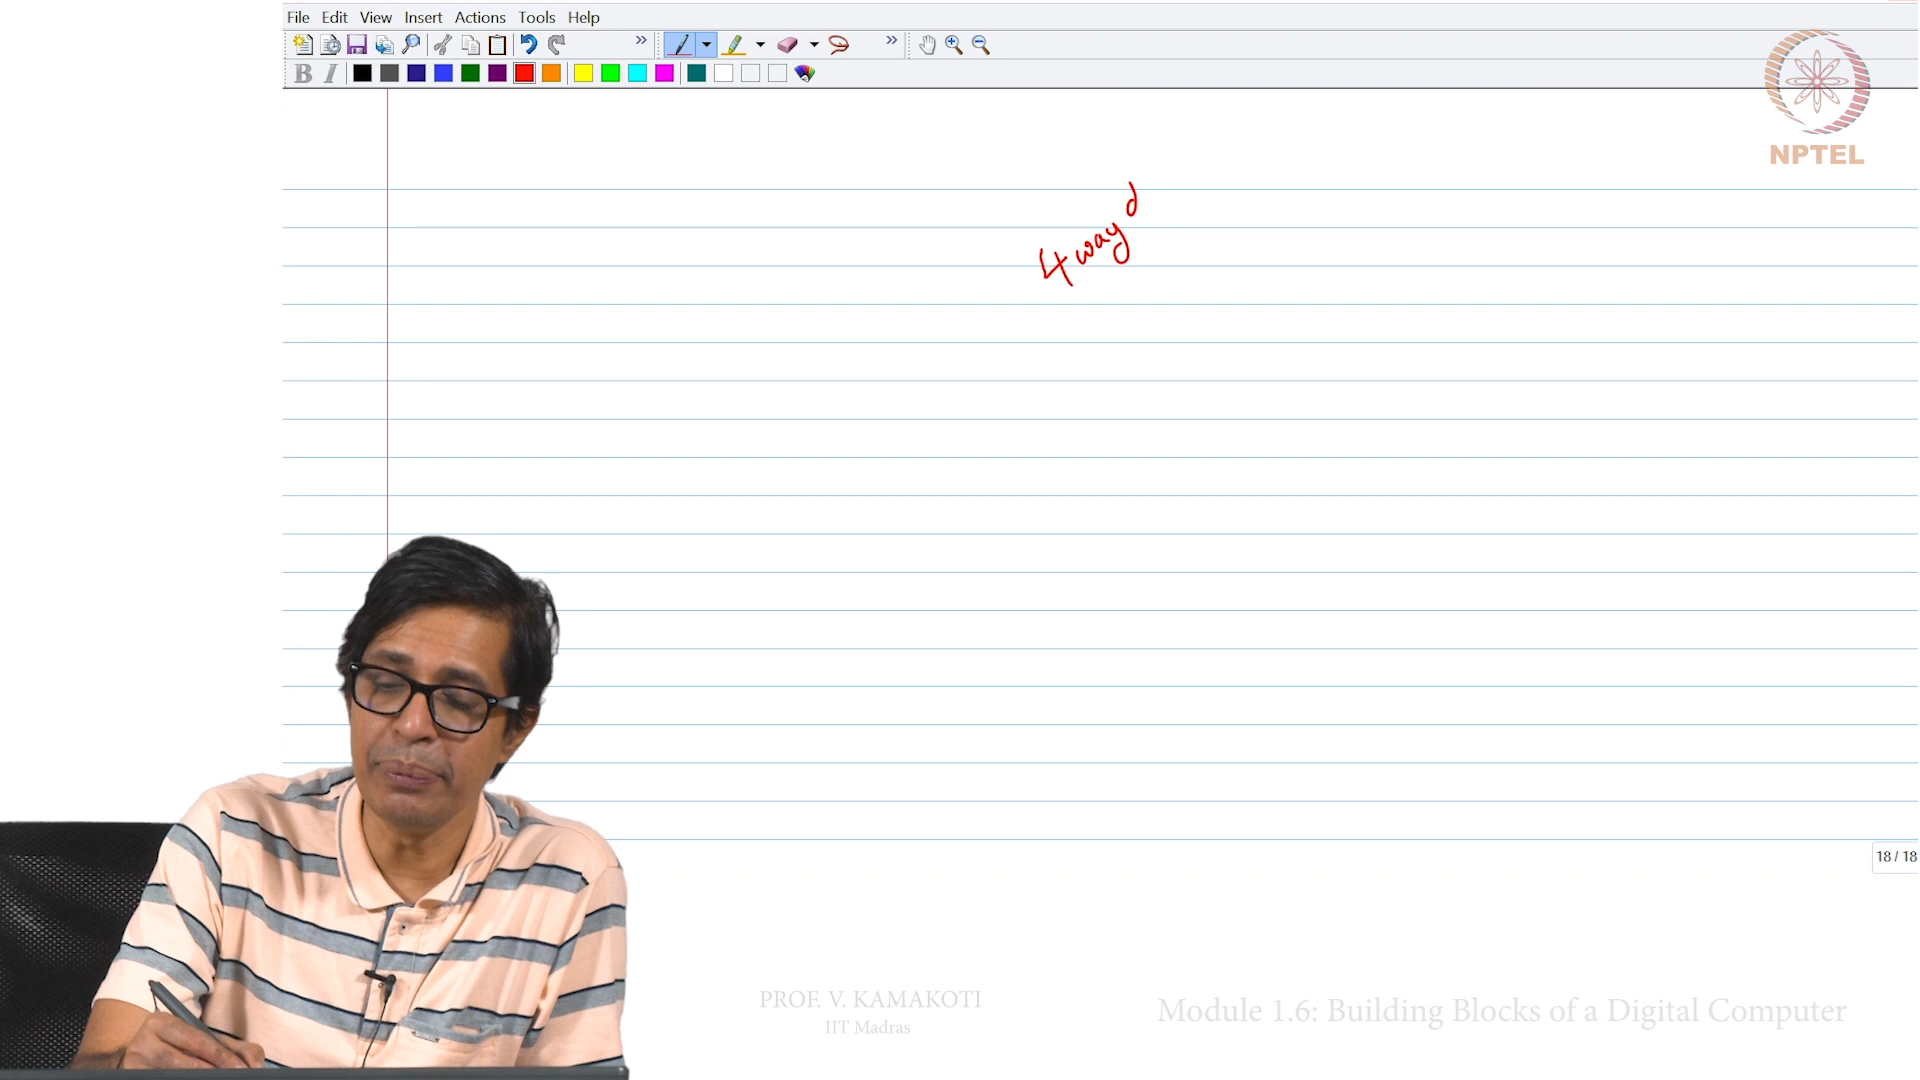 File Edit View Insert Actions Tools Help
B I
NPTEL
4 way d
18 / 18
PROF. V. KAMAKOTI
IIT Madras
Module 1.6: Building Blocks of a Digital Computer